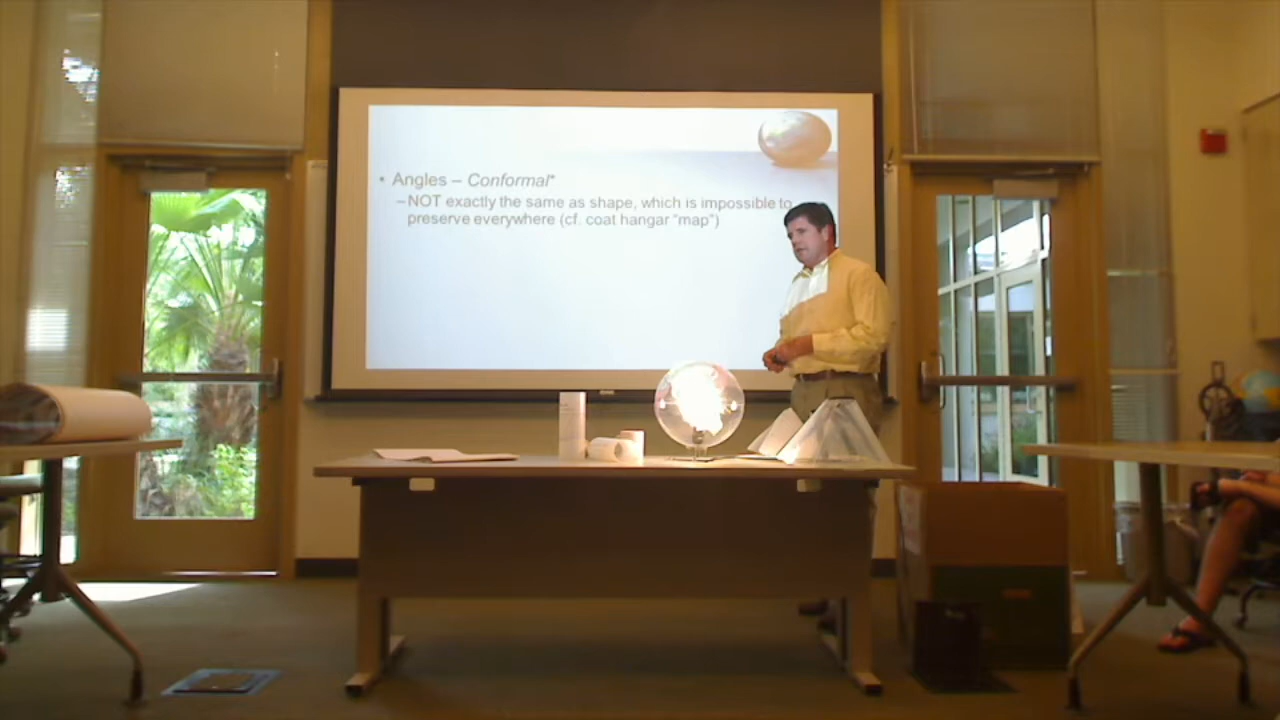 • Angles – Conformal*
–NOT exactly the same as shape, which is impossible to
preserve everywhere (cf. coat hangar “map”)